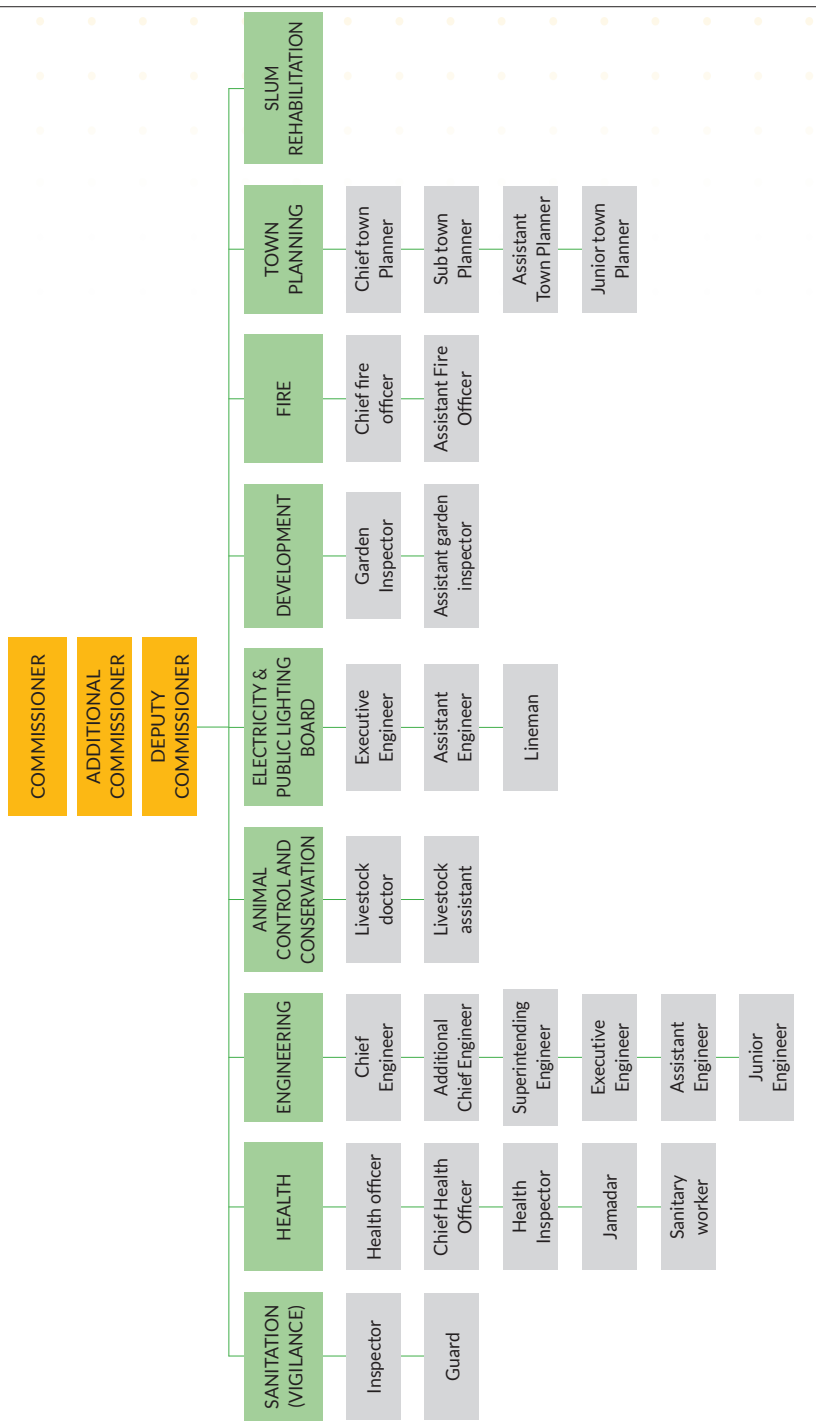 COMMISSIONER
ADDITIONAL
COMMISSIONER
DEPUTY
COMMISSIONER
SANITATION
(VIGILANCE)
Inspector
Guard
HEALTH
Health officer
Chief Health
Officer
Health
Inspector
Jamadar
Sanitary
worker
ENGINEERING
Chief
Engineer
Additional
Chief Engineer
Superintending
Engineer
Executive
Engineer
Assistant
Engineer
Junior
Engineer
ANIMAL
CONTROL AND
CONSERVATION
Livestock
doctor
Livestock
assistant
ELECTRICITY &
PUBLIC LIGHTING
BOARD
Executive
Engineer
Assistant
Engineer
Lineman
DEVELOPMENT
Garden
Inspector
Assistant garden
inspector
FIRE
Chief fire
officer
Assistant Fire
Officer
TOWN
PLANNING
Chief town
Planner
Sub town
Planner
Assistant
Town Planner
Junior town
Planner
SLUM
REHABILITATION